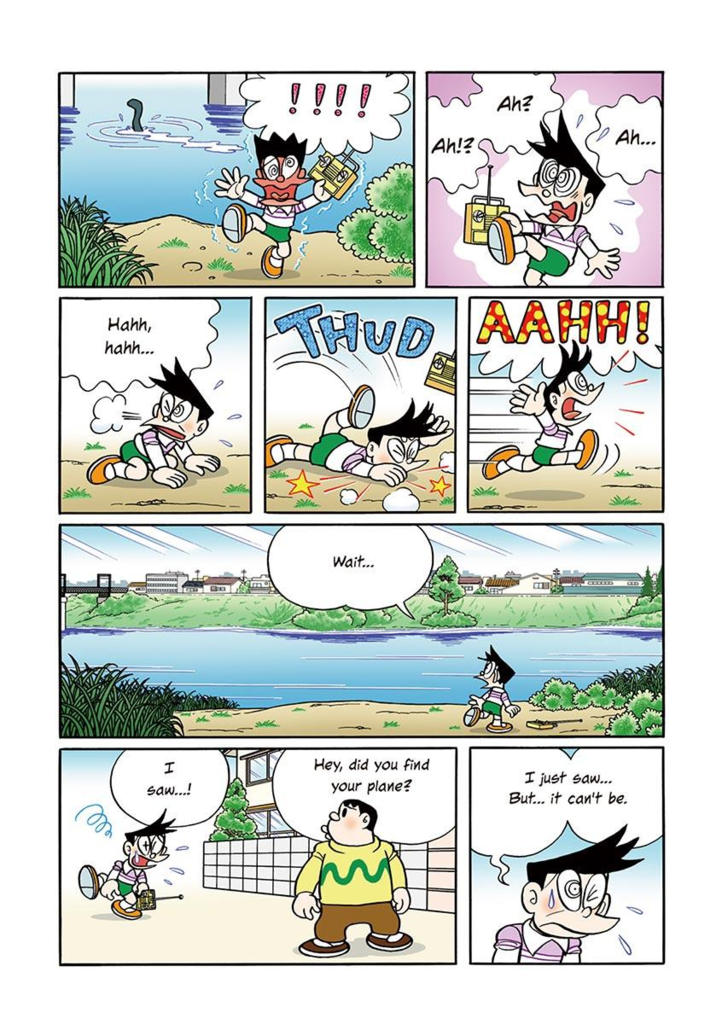 !!!!
Ah?
Ah!?
Ah...
Hahh,
hahh...
THUD
AAHH!
Wait...
I
saw...!
Hey, did you find
your plane?
I just saw...
But... it can't be.